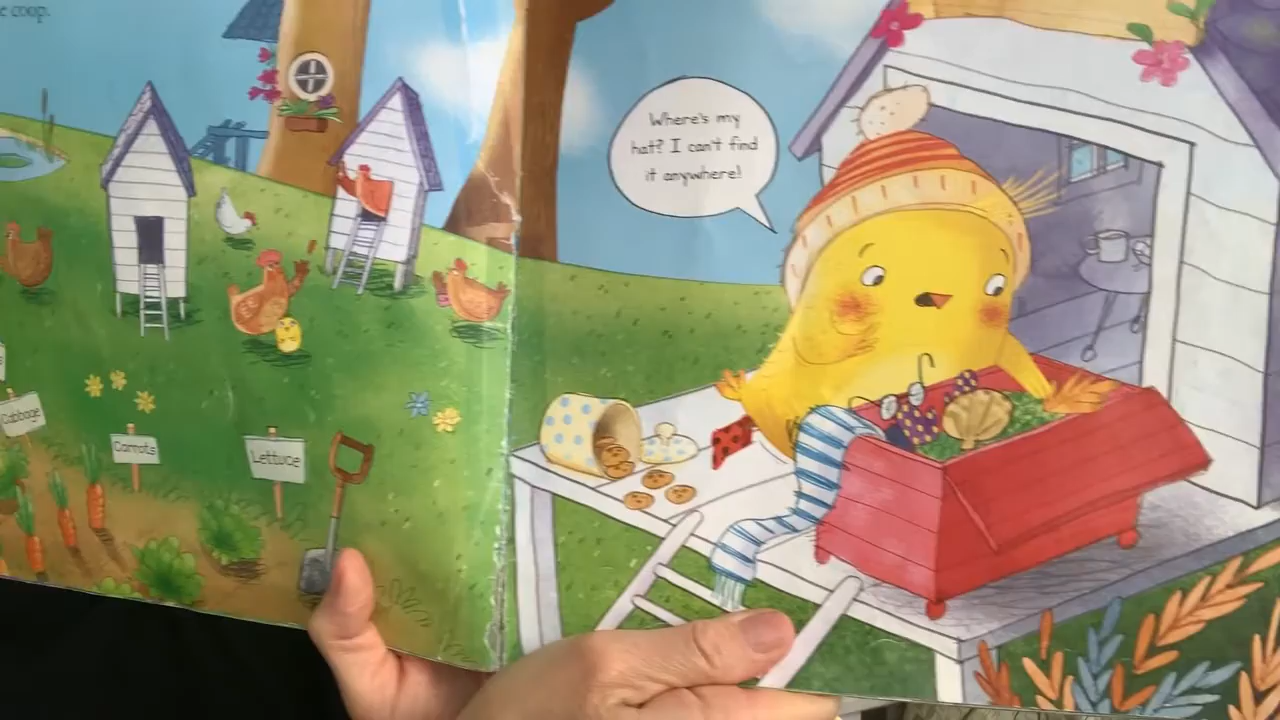 e coop.
Where's my
hat? I can't find
it anywhere!
Cabbage
Carrots
Lettuce